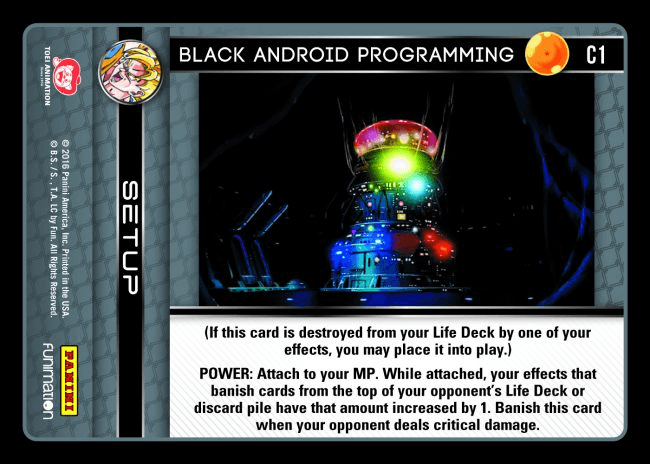 BLACK ANDROID PROGRAMMING
C1
SETUP
(If this card is destroyed from your Life Deck by one of your
effects, you may place it into play.)
POWER: Attach to your MP. While attached, your effects that
banish cards from the top of your opponent's Life Deck or
discard pile have that amount increased by 1. Banish this card
when your opponent deals critical damage.
TOEI ANIMATION
© 2016 Panini America, Inc. Printed in the USA.
© B.S. / S., T.A. LC by Fun. All Rights Reserved.
PANINI
FUNIMATION